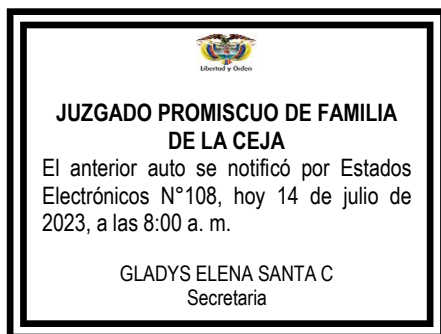 Libertad y Orden
JUZGADO PROMISCUO DE FAMILIA
DE LA CEJA
El anterior auto se notificó por Estados
Electrónicos N°108, hoy 14 de julio de
2023, a las 8:00 a. m.
GLADYS ELENA SANTA C
Secretaria